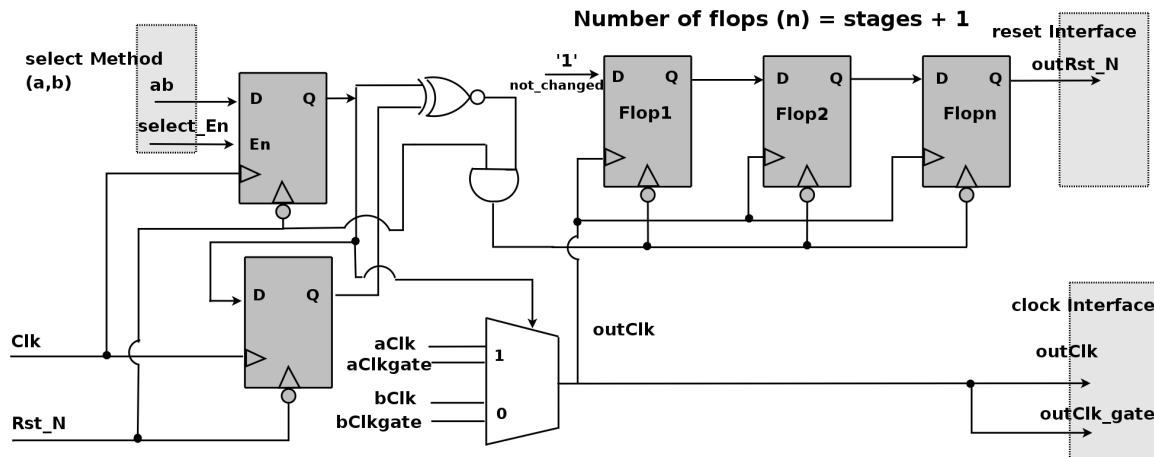 Number of flops (n) = stages + 1
select Method
(a,b)
ab
select_En
D
Q
En
'1'
not_changed
D
Q
Flop1
D
Q
Flop2
D
Q
Flopn
reset Interface
outRst_N
D
Q
Clk
Rst_N
aClk
aClkgate
bClk
bClkgate
1
0
outClk
clock Interface
outClk
outClk_gate